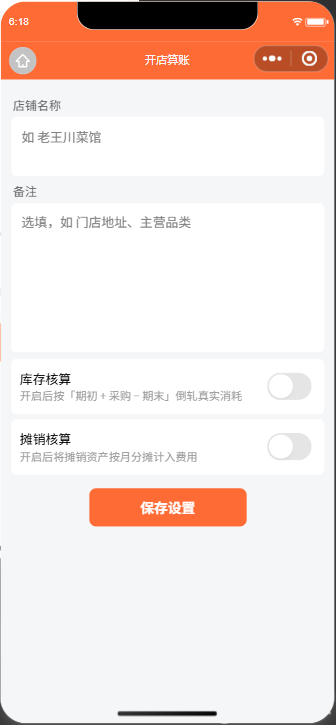 6:18
开店算账
店铺名称
如 老王川菜馆
备注
选填，如 门店地址、主营品类
库存核算
开启后按「期初 + 采购 − 期末」倒轧真实消耗
摊销核算
开启后将摊销资产按月分摊计入费用
保存设置